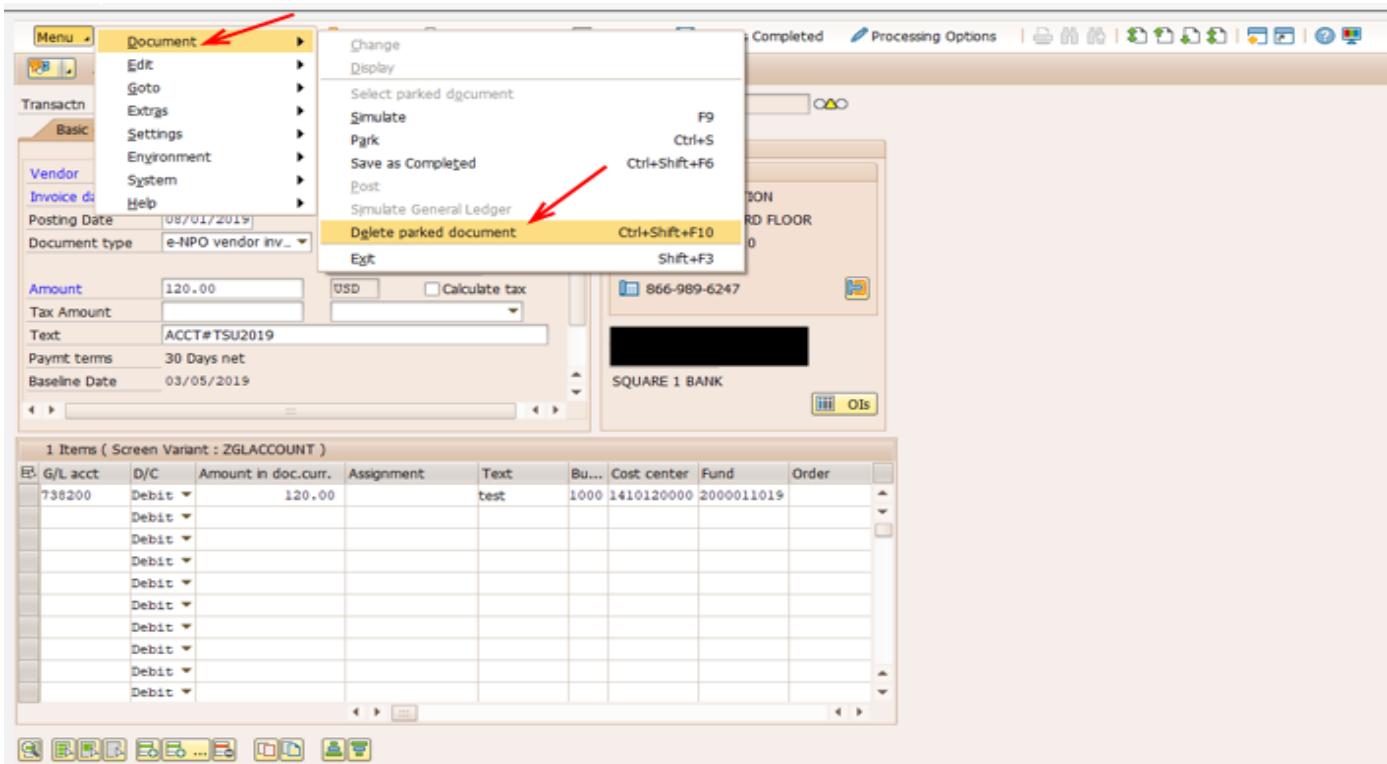 Menu
Completed Processing Options
Document
Edit
Goto
Extras
Settings
Environment
System
Help
Change
Display
Select parked document
Simulate F9
Park Ctrl+S
Save as Completed Ctrl+Shift+F6
Post
Simulate General Ledger
Delete parked document Ctrl+Shift+F10
Exit Shift+F3
Transactn
Basic
Vendor
Invoice da
Posting Date 08/01/2019
Document type e-NPO vendor inv...
Amount 120.00 USD Calculate tax
Tax Amount
Text ACCT#TSU2019
Paymt terms 30 Days net
Baseline Date 03/05/2019
TION
RD FLOOR
0
866-989-6247
SQUARE 1 BANK
OIs
1 Items ( Screen Variant : ZGLACCOUNT )
G/L acct D/C Amount in doc.curr. Assignment Text Bu... Cost center Fund Order
738200 Debit 120.00 test 1000 1410120000 2000011019
Debit
Debit
Debit
Debit
Debit
Debit
Debit
Debit
Debit
...